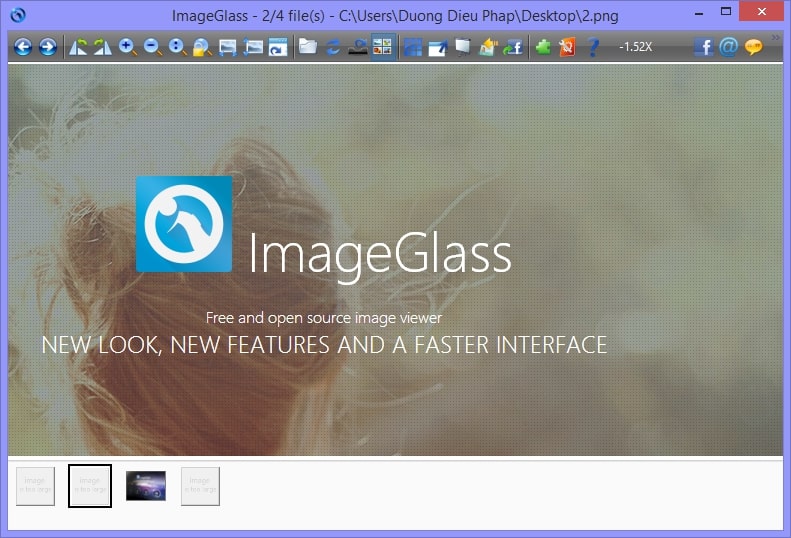 ImageGlass - 2/4 file(s) - C:\Users\Duong Dieu Phap\Desktop\2.png
-1.52X
ImageGlass
Free and open source image viewer
NEW LOOK, NEW FEATURES AND A FASTER INTERFACE
image
is too large
image
is too large
image
is too large